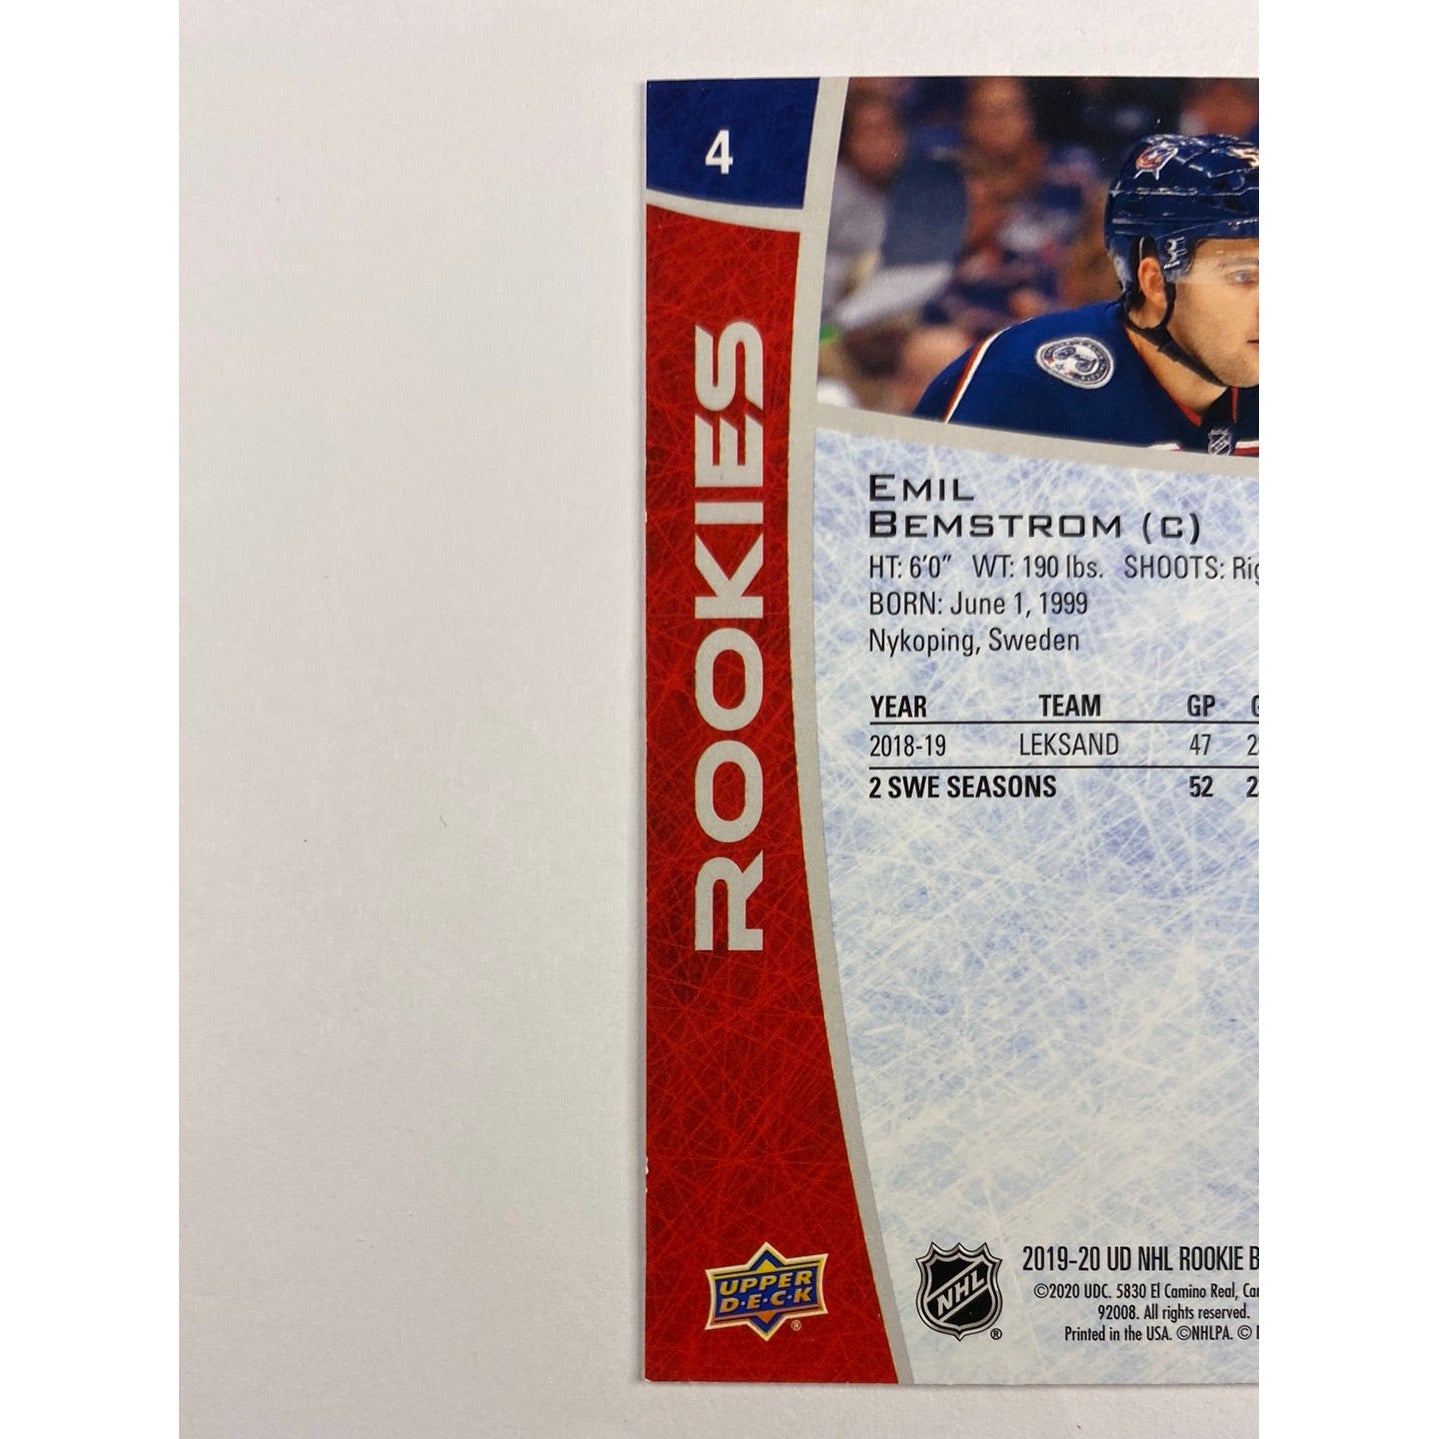 4
ROOKIES
EMIL
BEMSTROM (C)
HT: 6'0" WT: 190 lbs. SHOOTS:
BORN: June 1, 1999
Nykoping, Sweden
YEAR TEAM GP
2018-19 LEKSAND 47
2 SWE SEASONS 52
UPPER
D·E·C·K
®
NHL
®
2019-20 UD NHL ROOKIE
©2020 UDC. 5830 El Camino Real,
92008. All rights reserved.
Printed in the USA. ©NHLPA. ©